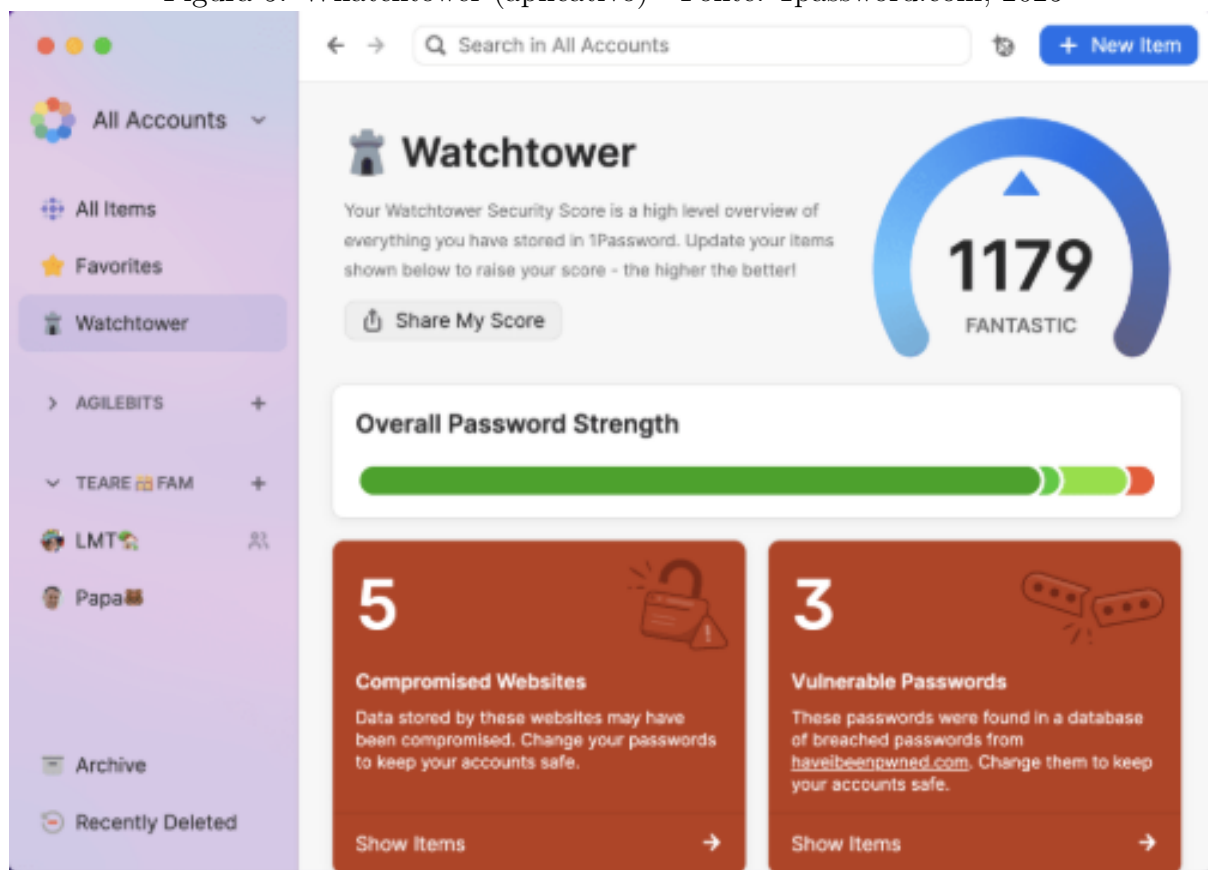 Search in All Accounts
+ New Item
All Accounts
All Items
Favorites
Watchtower
AGILEBITS +
TEARE FAM +
LMT
Papa
Archive
Recently Deleted
Watchtower
Your Watchtower Security Score is a high level overview of
everything you have stored in 1Password. Update your items
shown below to raise your score - the higher the better!
Share My Score
1179
FANTASTIC
Overall Password Strength
5
Compromised Websites
Data stored by these websites may have
been compromised. Change your passwords
to keep your accounts safe.
Show Items
3
Vulnerable Passwords
These passwords were found in a database
of breached passwords from
haveibeenpwned.com. Change them to keep
your accounts safe.
Show Items